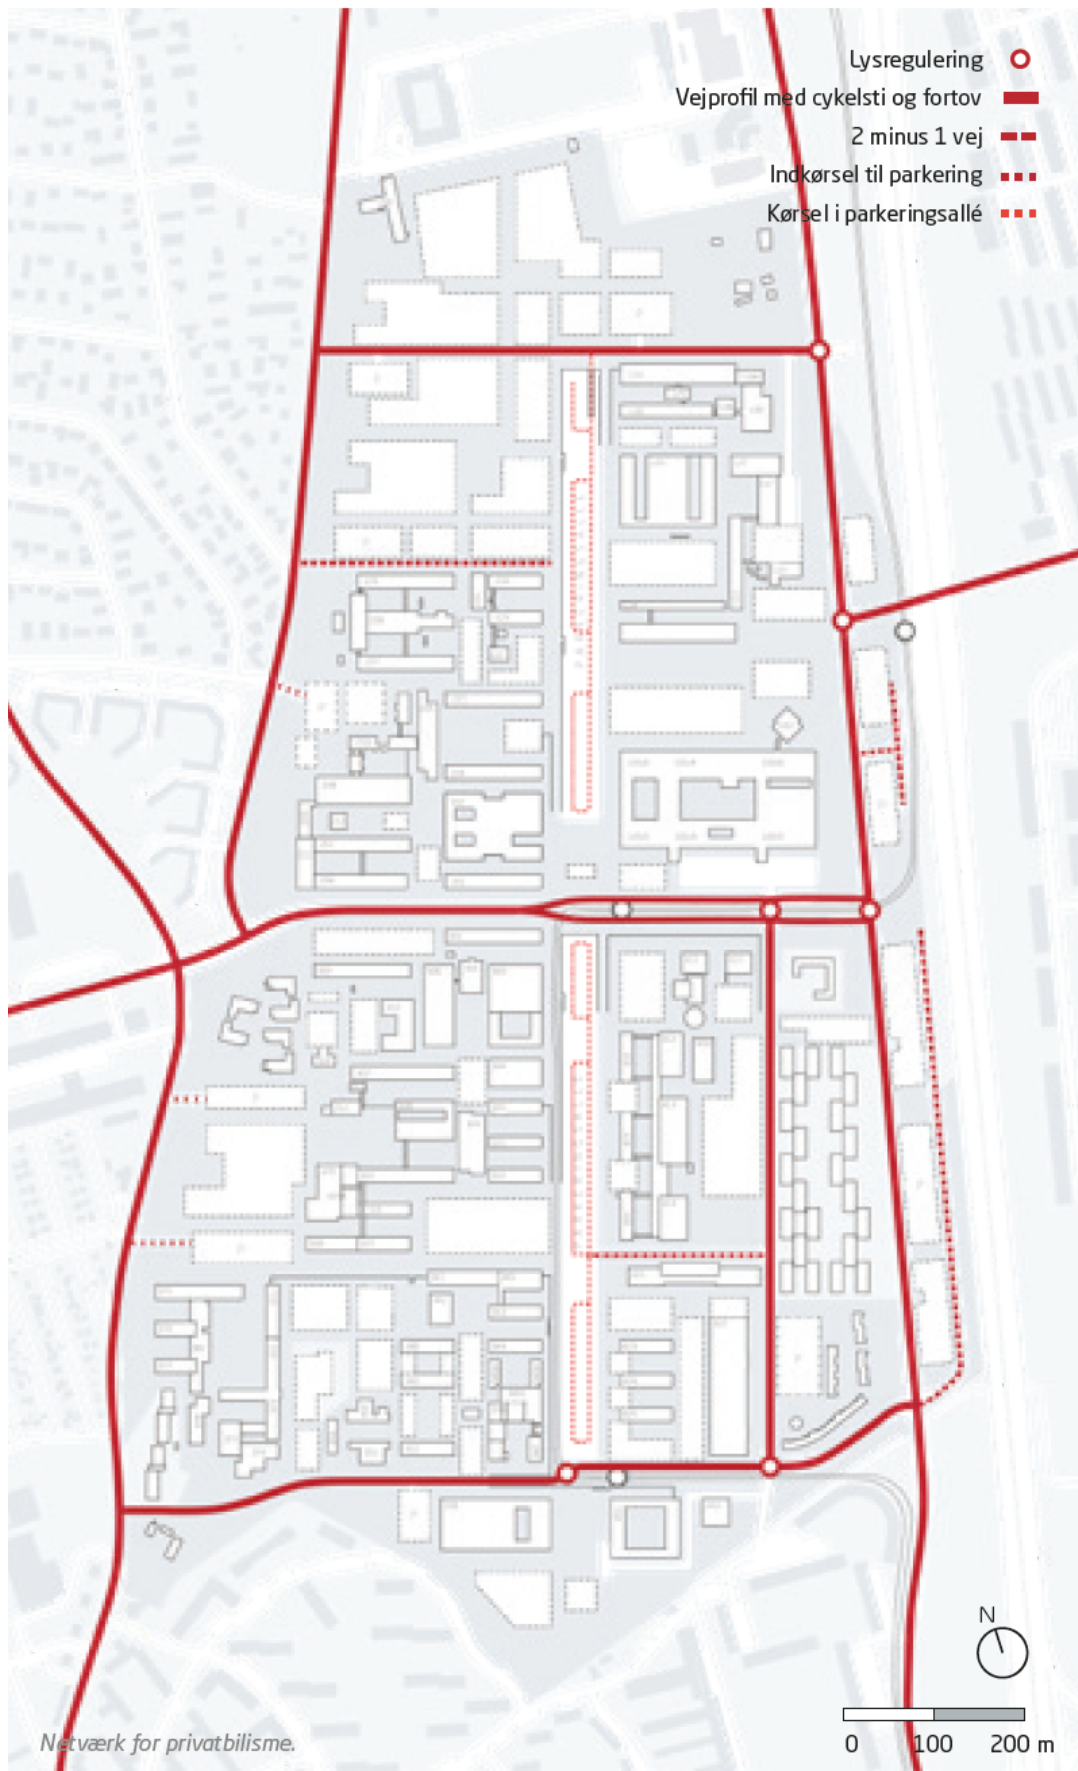 Lysregulering
Vejprofil med cykelsti og fortov
2 minus 1 vej
Indkørsel til parkering
Kørsel i parkeringsallé
N
0 100 200 m
Netværk for privatbilisme.